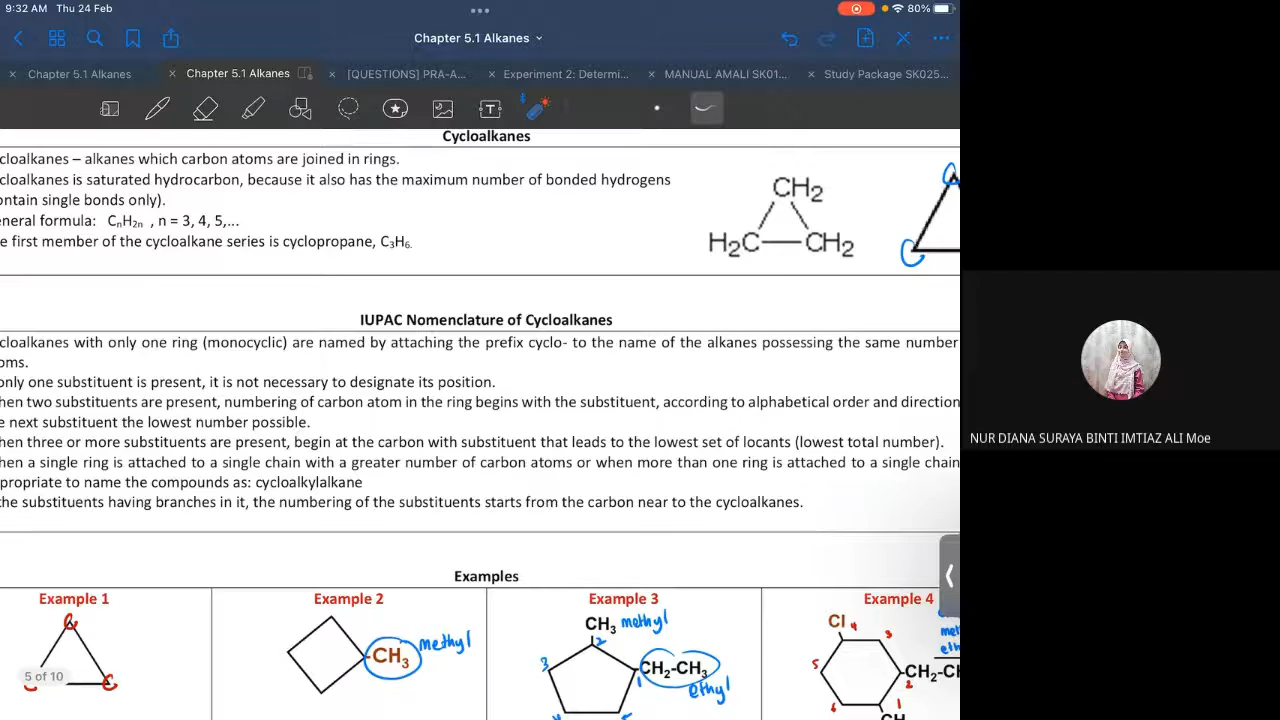 9:32 AM Thu 24 Feb
80%
Chapter 5.1 Alkanes
Chapter 5.1 Alkanes
Chapter 5.1 Alkanes
[QUESTIONS] PRA-A...
Experiment 2: Determi...
MANUAL AMALI SK01...
Study Package SK025...
Cycloalkanes
cloalkanes – alkanes which carbon atoms are joined in rings.
cloalkanes is saturated hydrocarbon, because it also has the maximum number of bonded hydrogens
ontain single bonds only).
eneral formula: CnH2n , n = 3, 4, 5,...
e first member of the cycloalkane series is cyclopropane, C3H6.
CH2
H2C CH2
C
C
IUPAC Nomenclature of Cycloalkanes
cloalkanes with only one ring (monocyclic) are named by attaching the prefix cyclo- to the name of the alkanes possessing the same number
oms.
only one substituent is present, it is not necessary to designate its position.
hen two substituents are present, numbering of carbon atom in the ring begins with the substituent, according to alphabetical order and direction
e next substituent the lowest number possible.
hen three or more substituents are present, begin at the carbon with substituent that leads to the lowest set of locants (lowest total number).
hen a single ring is attached to a single chain with a greater number of carbon atoms or when more than one ring is attached to a single chain
propriate to name the compounds as: cycloalkylalkane
the substituents having branches in it, the numbering of the substituents starts from the carbon near to the cycloalkanes.
Examples
Example 1
C
C
5 of 10
Example 2
CH3 methyl
Example 3
CH3 methyl
2
3
1
CH2-CH3
ethyl
Example 4
Cl 4
3
5
CH2-C
2
6
1
CH
met
eth
NUR DIANA SURAYA BINTI IMTIAZ ALI Moe